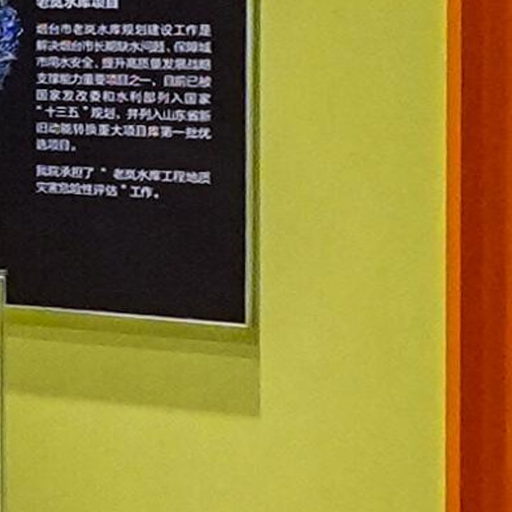 老岚水库项目
烟台市老岚水库规划建设工作是
解决烟台市长期缺水问题、保障城
市用水安全、提升高质量发展战略
支撑能力重要项目之一，目前已被
国家发改委和水利部列入国家
“十三五”规划，并列入山东省新
旧动能转换重大项目库第一批优
选项目。
我院承担了“老岚水库工程地质
灾害危险性评估”工作。